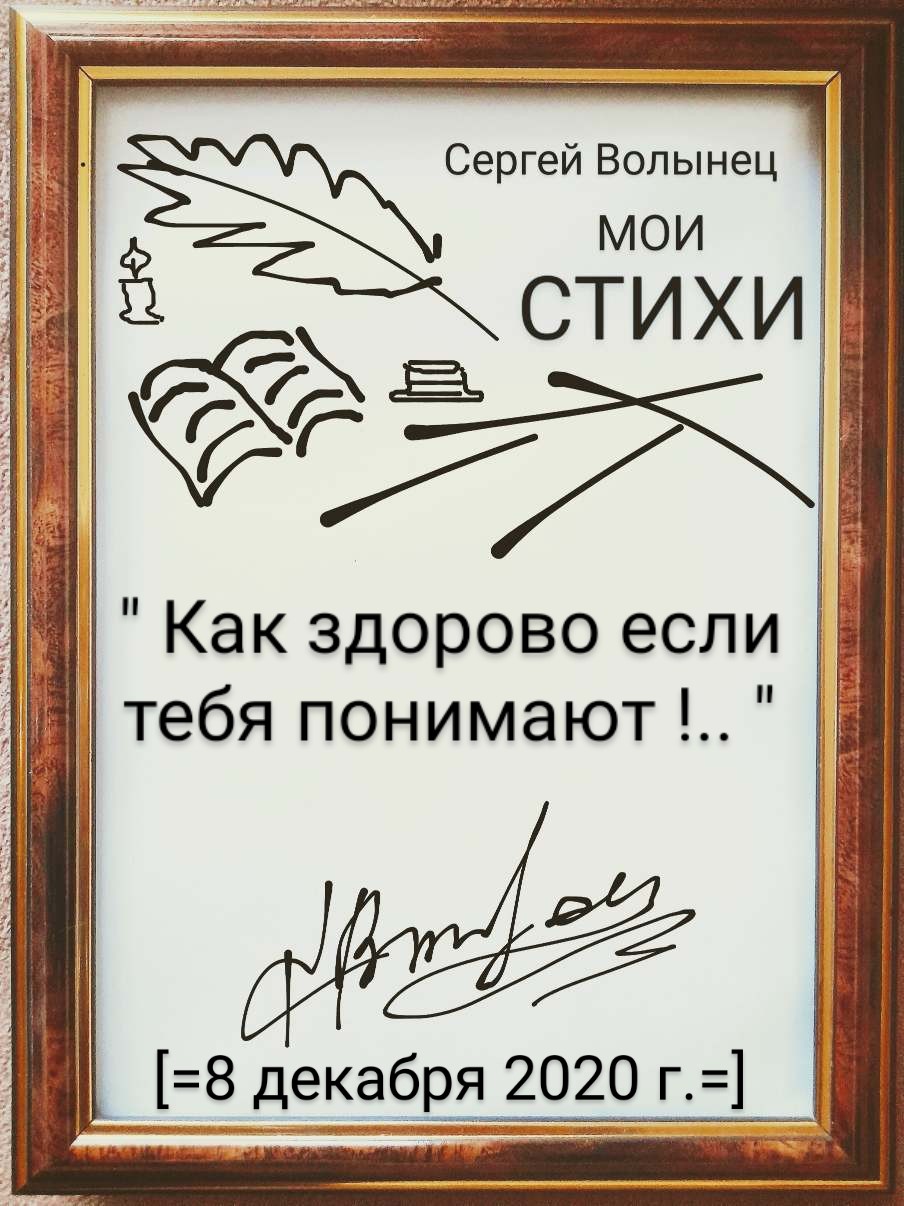 Сергей Волынец
мои
СТИХИ
" Как здорово если
тебя понимают !.. "
[=8 декабря 2020 г.=]